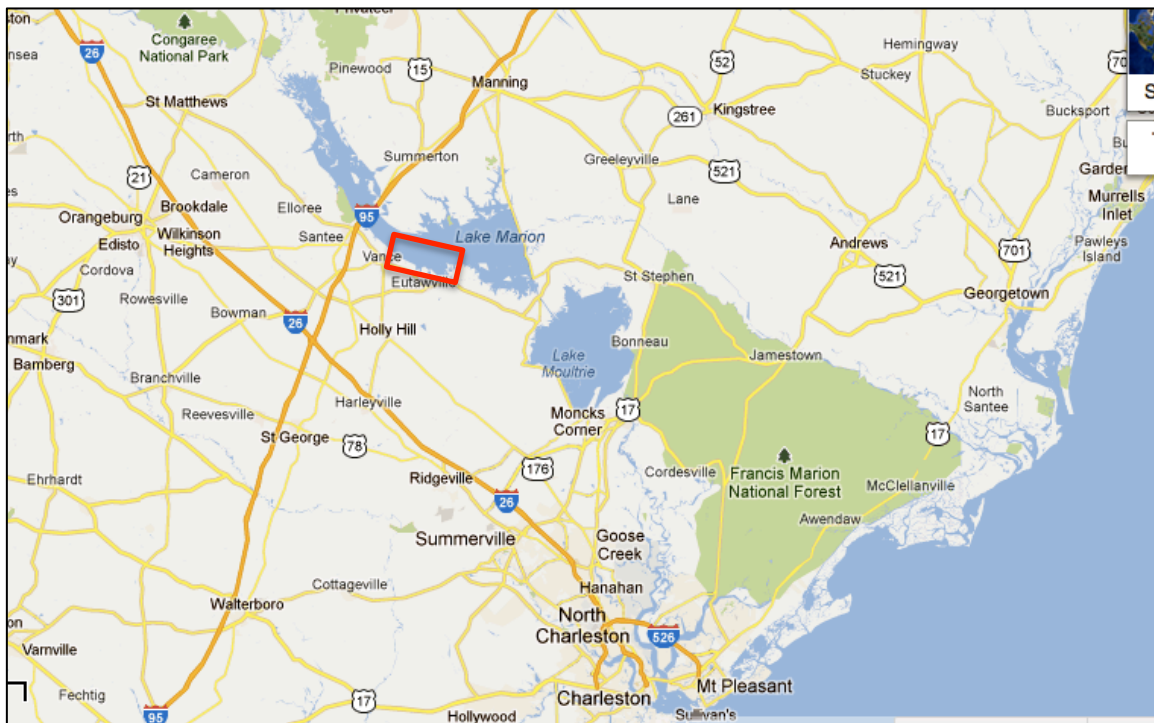 Privateer
Congaree
National Park
26
Pinewood
15
Manning
52
Hemingway
Stuckey
St Matthews
261
Kingstree
Bucksport
Summerton
Greeleyville
521
Cameron
21
Elloree
Lane
Murrells
Inlet
Orangeburg
Brookdale
95
Edisto
Wilkinson
Heights
Santee
Lake Marion
Andrews
701
Pawleys
Island
Vance
Cordova
St Stephen
521
Eutawville
301
Rowesville
Georgetown
Bowman
26
Holly Hill
Bonneau
Lake
Moultrie
Jamestown
Bamberg
Branchville
North
Santee
Harleyville
Reevesville
Moncks
Corner
17
St George
78
17
Ridgeville
176
Cordesville
Francis Marion
National Forest
Ehrhardt
McClellanville
26
Awendaw
Summerville
Goose
Creek
Cottageville
Hanahan
Walterboro
North
Charleston
526
Varnville
Fechtig
Charleston
Mt Pleasant
17
95
Hollywood
Sullivan's